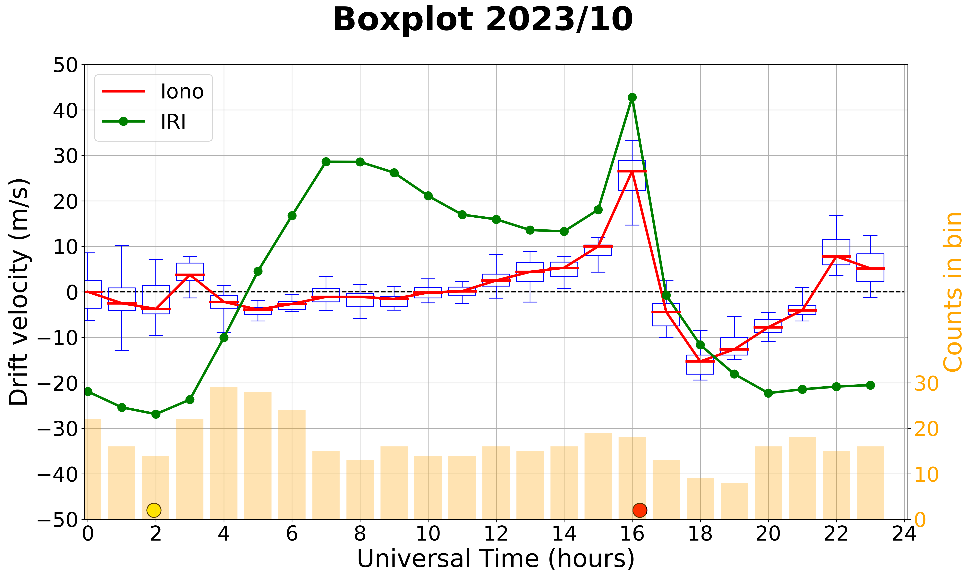 Boxplot 2023/10
Iono
IRI
Drift velocity (m/s)
50
40
30
20
10
0
−10
−20
−30
−40
−50
Counts in bin
30
20
10
0
0 2 4 6 8 10 12 14 16 18 20 22 24
Universal Time (hours)